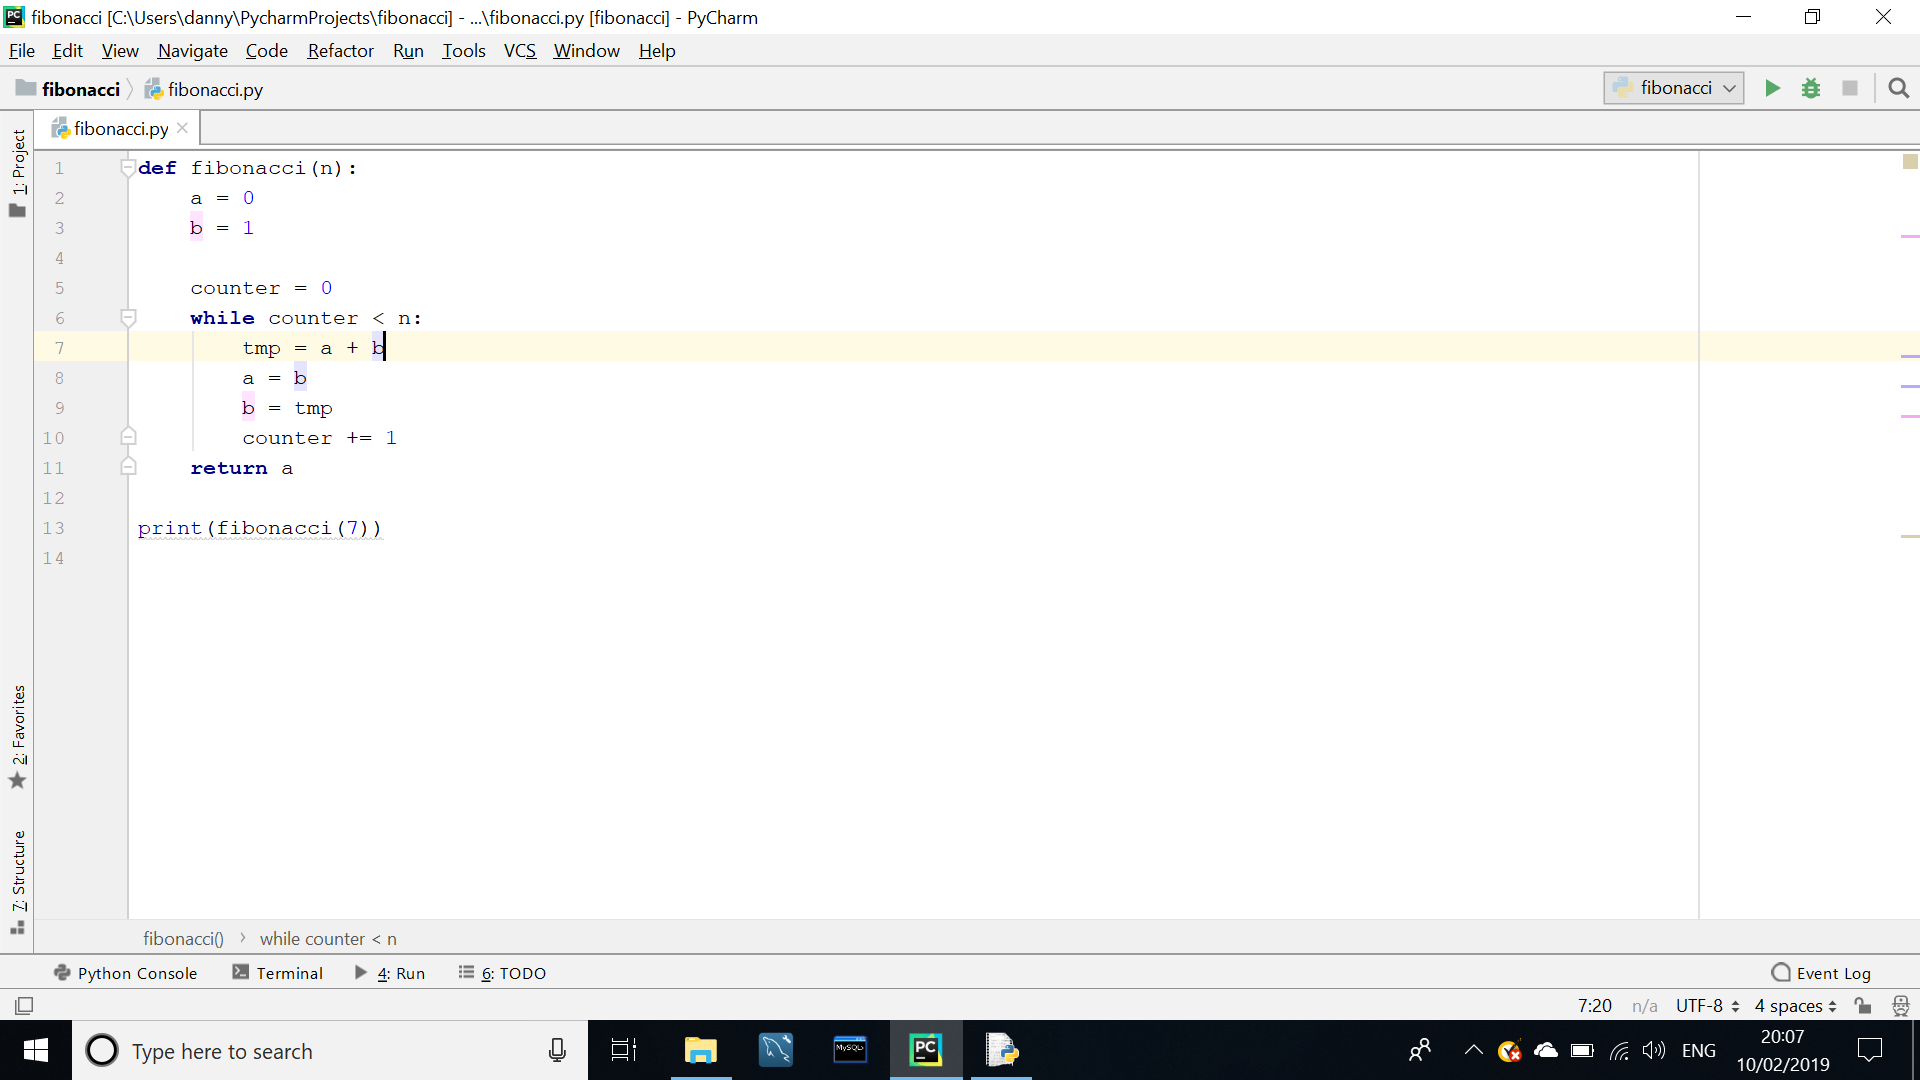 fibonacci [C:\Users\danny\PycharmProjects\fibonacci] - ...\fibonacci.py [fibonacci] - PyCharm
File Edit View Navigate Code Refactor Run Tools VCS Window Help
fibonacci fibonacci.py fibonacci
fibonacci.py
1: Project
1 def fibonacci(n):
2 a = 0
3 b = 1
4
5 counter = 0
6 while counter < n:
7 tmp = a + b
8 a = b
9 b = tmp
10 counter += 1
11 return a
12
13 print(fibonacci(7))
14
2: Favorites
7: Structure
fibonacci() › while counter < n
Python Console Terminal 4: Run 6: TODO Event Log
7:20 n/a UTF-8 4 spaces
Type here to search
MySQL
PC
ENG
20:07
10/02/2019